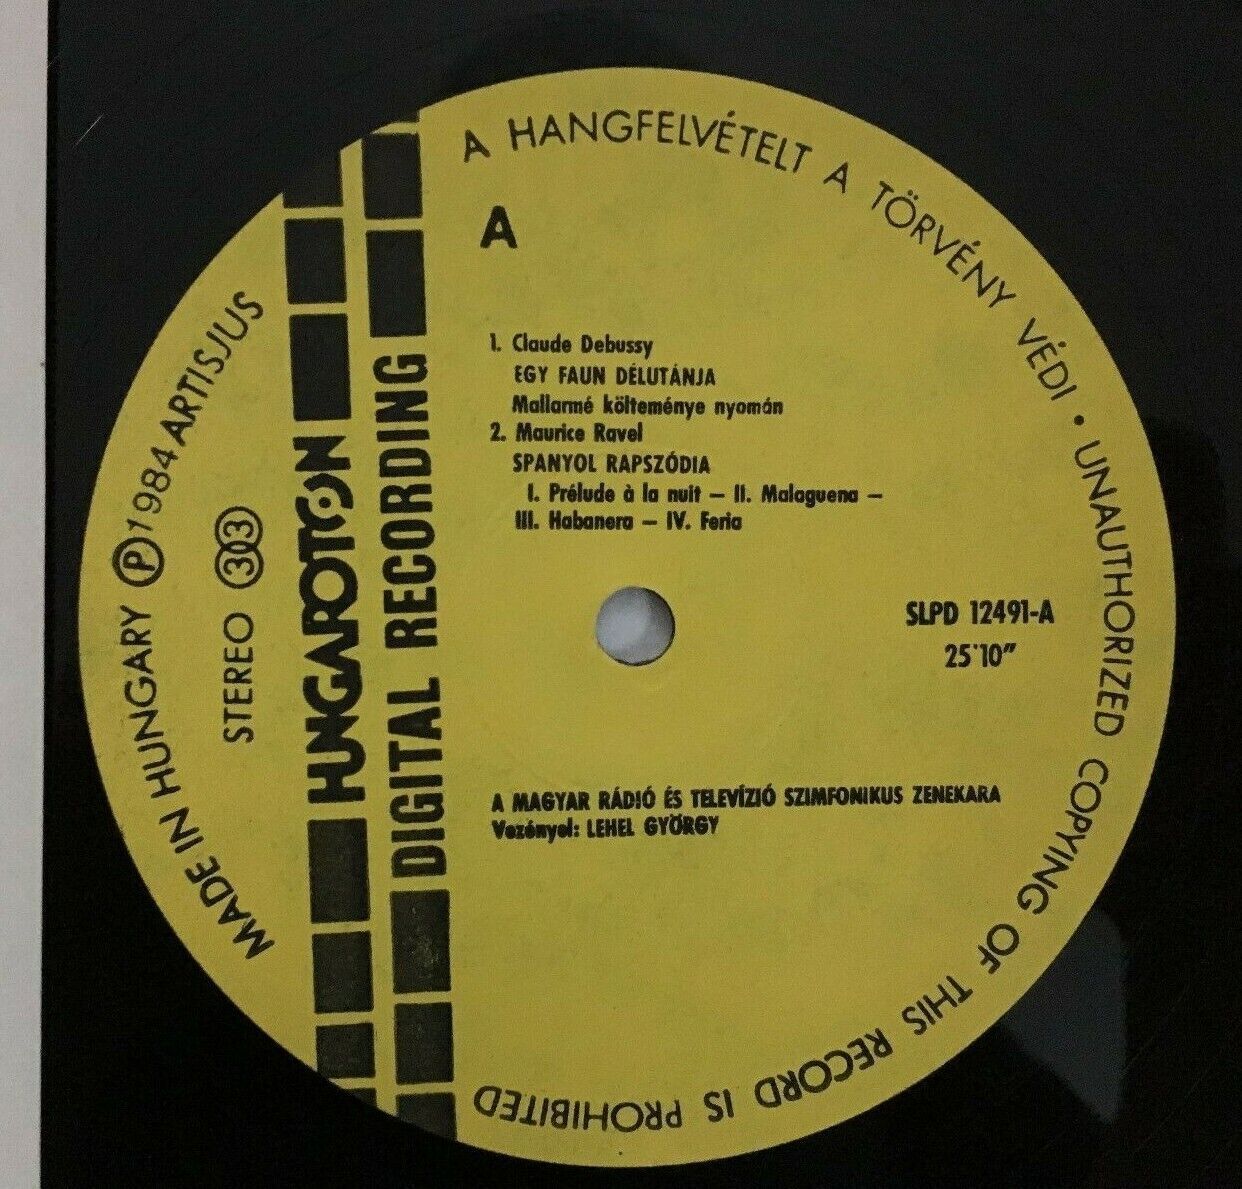 A HANGFELVÉTELT A TÖRVÉNY VÉDI • UNAUTHORIZED COPYING OF THIS RECORD IS PROHIBITED
MADE IN HUNGARY Ⓟ 1984 ARTISJUS
STEREO 33
HUNGAROTON
DIGITAL RECORDING
A
1. Claude Debussy
EGY FAUN DÉLUTÁNJA
Mallarmé költeménye nyomán
2. Maurice Ravel
SPANYOL RAPSZÓDIA
I. Prélude à la nuit – II. Malaguena –
III. Habanera – IV. Feria
SLPD 12491-A
25'10"
A MAGYAR RÁDIÓ ÉS TELEVÍZIÓ SZIMFONIKUS ZENEKARA
Vezényel: LEHEL GYÖRGY